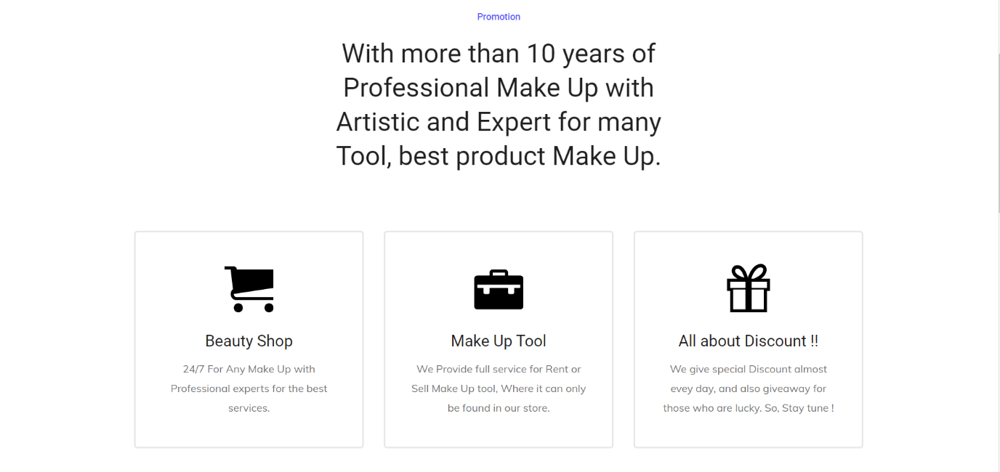 Promotion
With more than 10 years of
Professional Make Up with
Artistic and Expert for many
Tool, best product Make Up.
Beauty Shop
24/7 For Any Make Up with
Professional experts for the best
services.
Make Up Tool
We Provide full service for Rent or
Sell Make Up tool, Where it can only
be found in our store.
All about Discount !!
We give special Discount almost
evey day, and also giveaway for
those who are lucky. So, Stay tune !